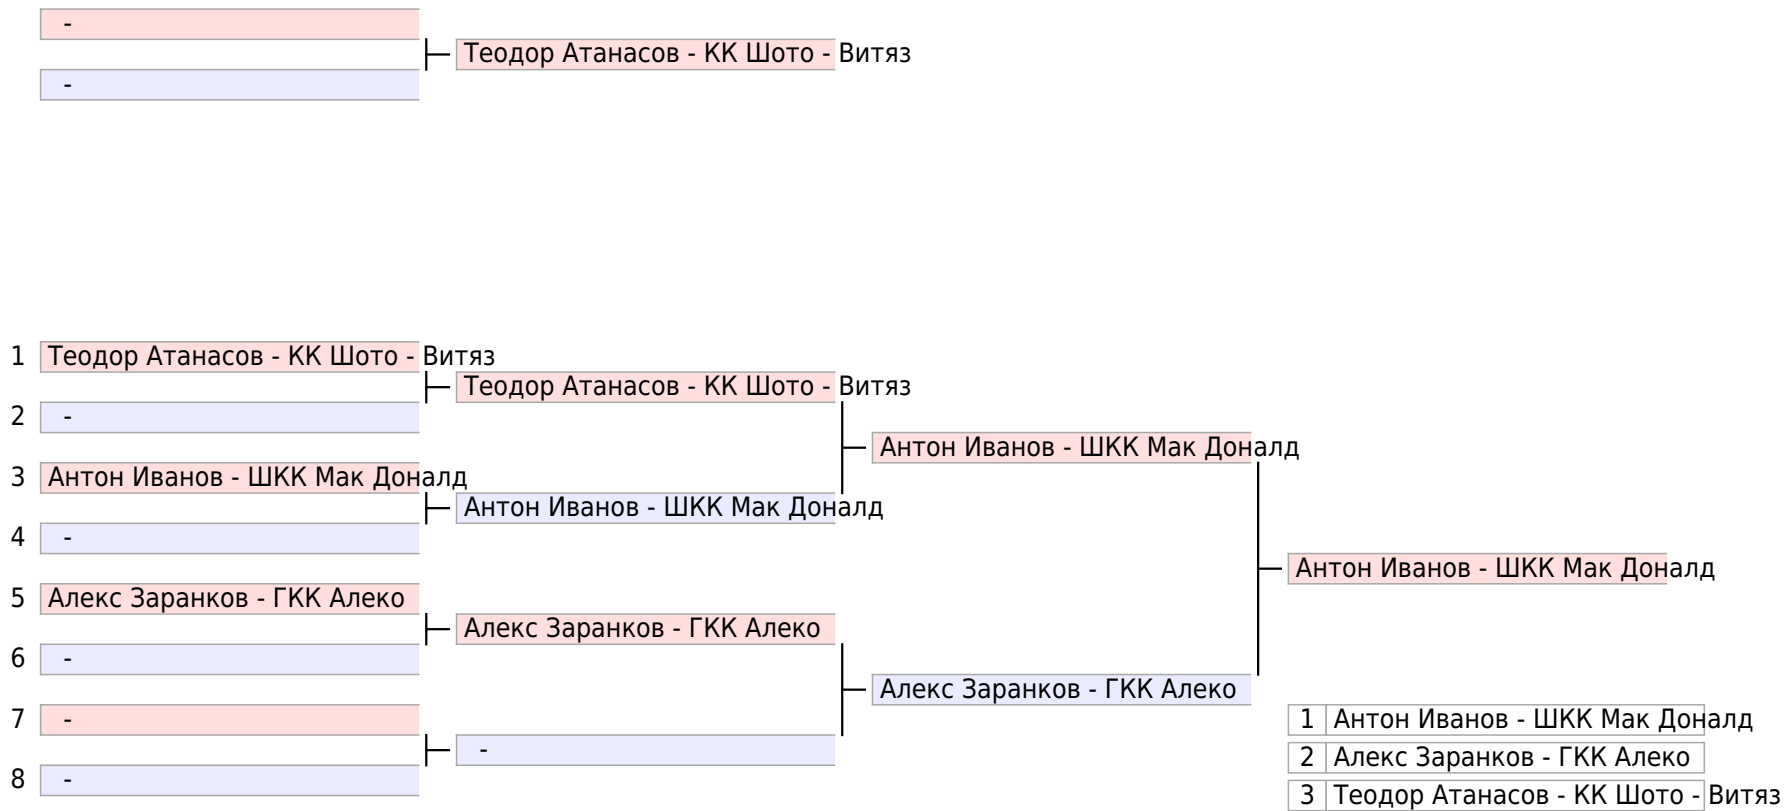 -
Теодор Атанасов - КК Шото - Витяз
-
1 Теодор Атанасов - КК Шото - Витяз
Теодор Атанасов - КК Шото - Витяз
2 -
Антон Иванов - ШКК Мак Доналд
3 Антон Иванов - ШКК Мак Доналд
Антон Иванов - ШКК Мак Доналд
4 -
Антон Иванов - ШКК Мак Доналд
5 Алекс Заранков - ГКК Алеко
Алекс Заранков - ГКК Алеко
6 -
Алекс Заранков - ГКК Алеко
7 -
1 Антон Иванов - ШКК Мак Доналд
-
2 Алекс Заранков - ГКК Алеко
8 -
3 Теодор Атанасов - КК Шото - Витяз